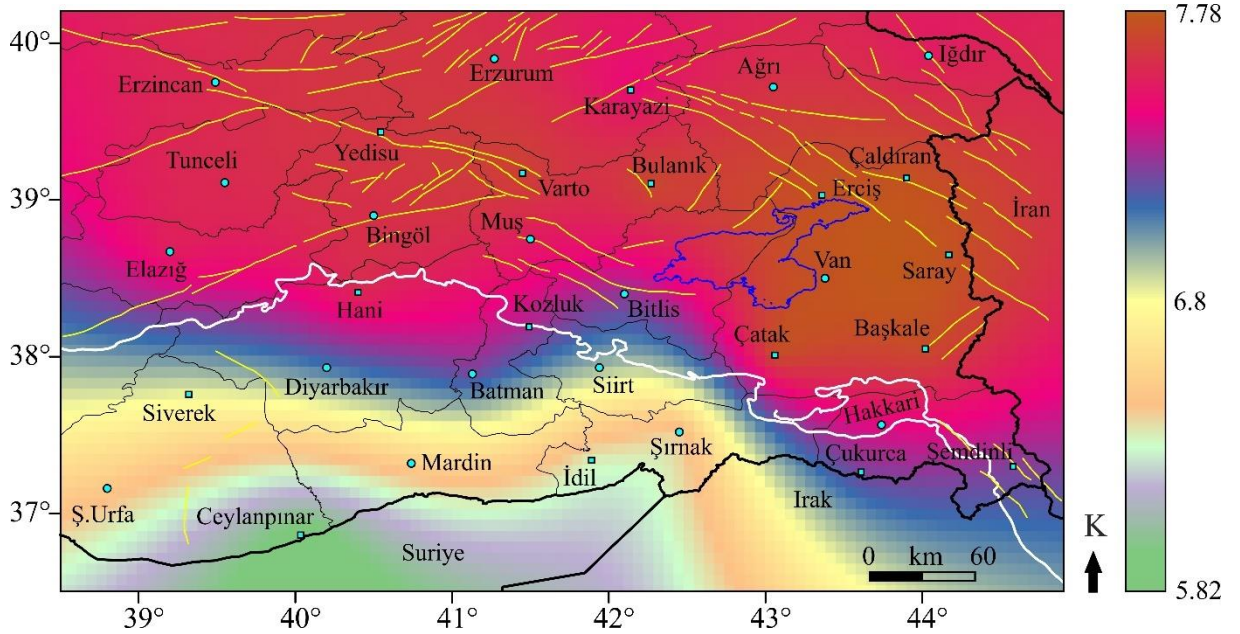 40°
39°
38°
37°
39°
40°
41°
42°
43°
44°
Erzincan
Erzurum
Ağrı
Iğdır
Karayazi
Tunceli
Yedisu
Varto
Bulanık
Çaldıran
Erciş
İran
Elazığ
Bingöl
Muş
Van
Saray
Hani
Kozluk
Bitlis
Çatak
Başkale
Siverek
Diyarbakır
Batman
Siirt
Hakkari
Mardin
İdil
Şırnak
Çukurca
Şemdinli
Ş.Urfa
Ceylanpınar
Suriye
Irak
0 km 60
K
7.78
6.8
5.82